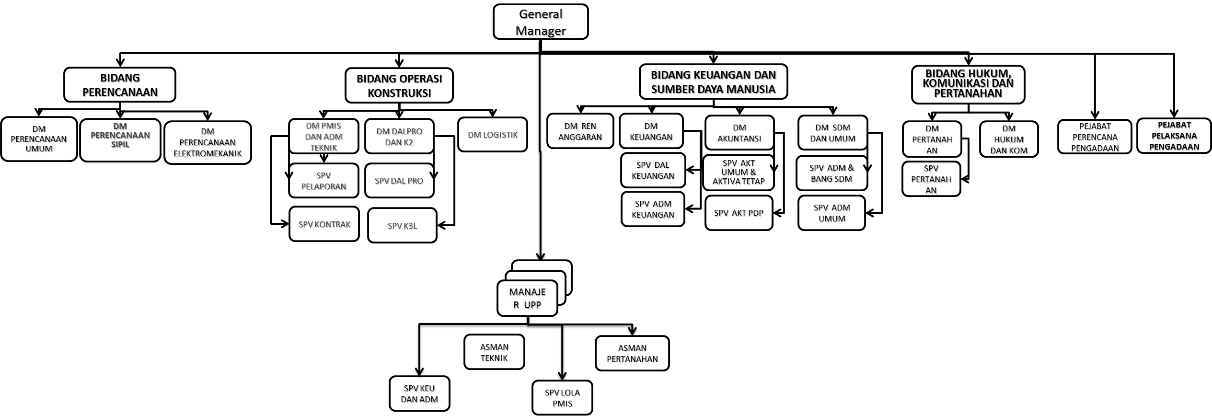 General
Manager
BIDANG
PERENCANAAN
BIDANG OPERASI
KONSTRUKSI
BIDANG KEUANGAN DAN
SUMBER DAYA MANUSIA
BIDANG HUKUM,
KOMUNIKASI DAN
PERTANAHAN
DM
PERENCANAAN
UMUM
DM
PERENCANAAN
SIPIL
DM
PERENCANAAN
ELEKTROMEKANIK
DM PMIS
DAN ADM
TEKNIK
DM DALPRO
DAN K2
DM LOGISTIK
DM REN
ANGGARAN
DM
KEUANGAN
DM
AKUNTANSI
DM SDM
DAN UMUM
DM
PERTANAH
AN
DM
HUKUM
DAN KOM
PEJABAT
PERENCANA
PENGADAAN
PEJABAT
PELAKSANA
PENGADAAN
SPV
PELAPORAN
SPV DAL PRO
SPV DAL
KEUANGAN
SPV AKT
UMUM &
AKTIVA TETAP
SPV ADM &
BANG SDM
SPV
PERTANAH
AN
SPV KONTRAK
SPV K3L
SPV ADM
KEUANGAN
SPV AKT PDP
SPV ADM
UMUM
MANAJE
R UPP
ASMAN
TEKNIK
ASMAN
PERTANAHAN
SPV KEU
DAN ADM
SPV LOLA
PMIS